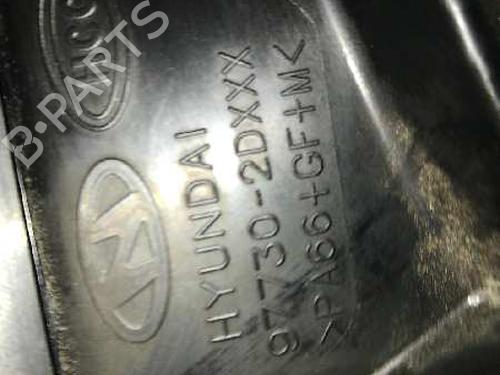 HYUNDAI
97730-2DXXX
>PA66+GF+M<
B-PARTS